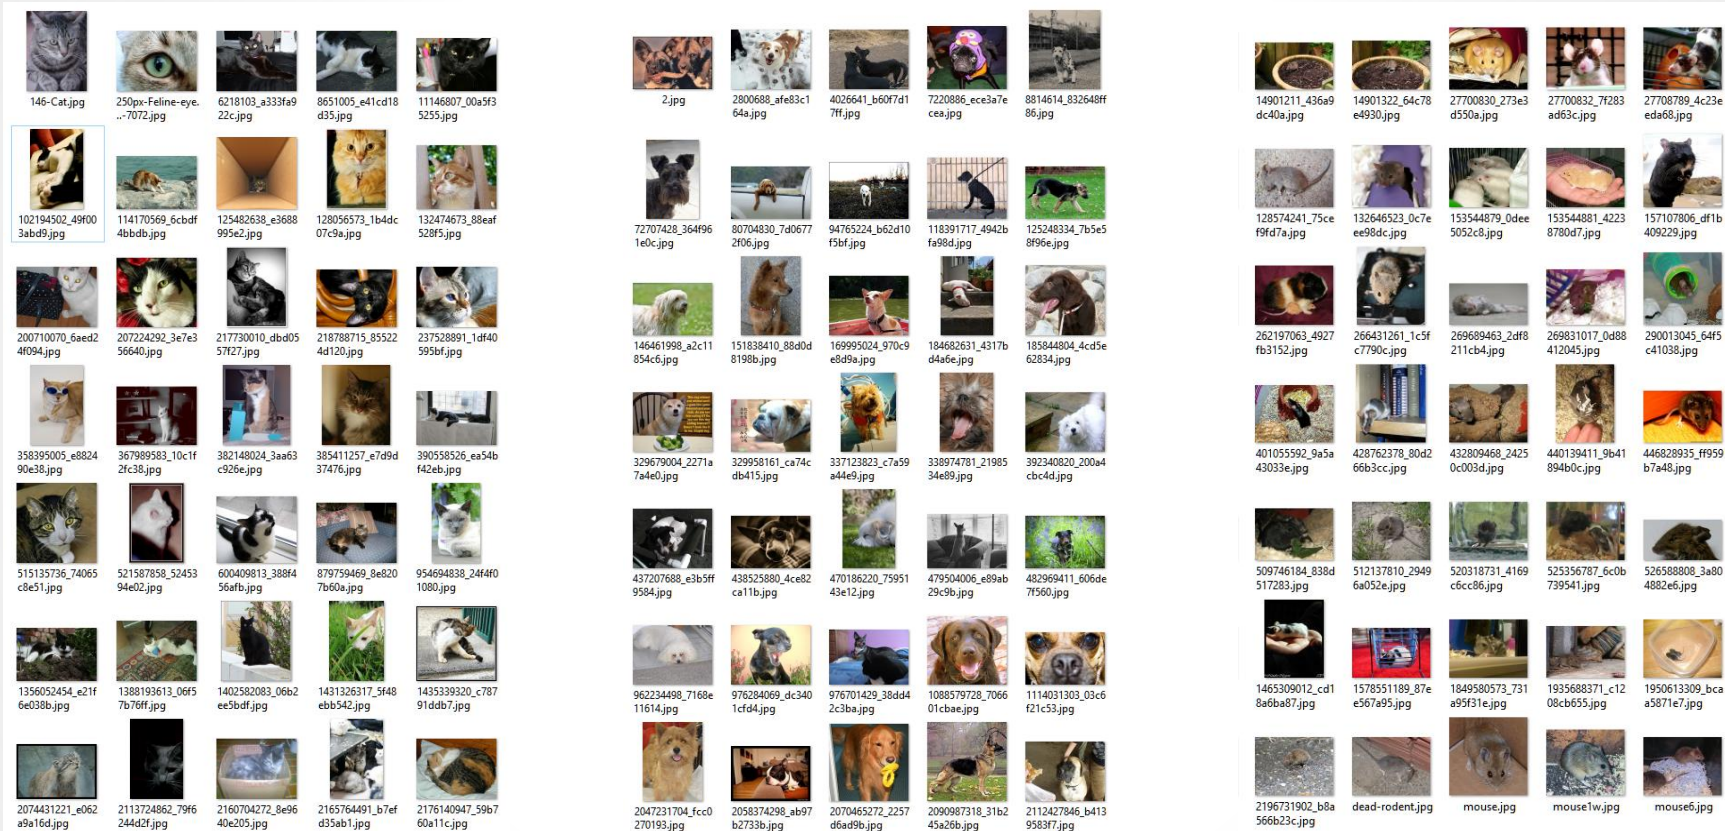 146-Cat.jpg
250px-Feline-eye.
..-7072.jpg
6218103_a333fa9
22c.jpg
8651005_e41cd18
d35.jpg
11146807_00a5f3
5255.jpg
102194502_49f00
3abd9.jpg
114170569_6cbdf
4bbdb.jpg
125482638_e3688
995e2.jpg
128056573_1b4dc
07c9a.jpg
132474673_88eaf
528f5.jpg
200710070_6aed2
4f094.jpg
207224292_3e7e3
56640.jpg
217730010_dbd05
57f27.jpg
218788715_85522
4d120.jpg
237528891_1df40
595bf.jpg
358395005_e8824
90e38.jpg
367989583_10c1f
2fc38.jpg
382148024_3aa63
c926e.jpg
385411257_e7d9d
37476.jpg
390558526_ea54b
f42eb.jpg
515135736_74065
c8e51.jpg
521587858_52453
94e02.jpg
600409813_388f4
56afb.jpg
879759469_8e820
7b60a.jpg
954694838_24f4f0
1080.jpg
1356052454_e21f
6e038b.jpg
1388193613_06f5
7b76ff.jpg
1402582083_06b2
ee5bdf.jpg
1431326317_5f48
ebb542.jpg
1435339320_c787
91ddb7.jpg
2074431221_e062
a9a16d.jpg
2113724862_79f6
244d2f.jpg
2160704272_8e96
40e205.jpg
2165764491_b7ef
d35ab1.jpg
2176140947_59b7
60a11c.jpg
2.jpg
2800688_afe83c1
64a.jpg
4026641_b60f7d1
7ff.jpg
7220886_ece3a7e
cea.jpg
8814614_832648ff
86.jpg
72707428_364f96
1e0c.jpg
80704830_7d0677
2f06.jpg
94765224_b62d10
f5bf.jpg
118391717_4942b
fa98d.jpg
125248334_7b5e5
8f96e.jpg
146461998_a2c11
854c6.jpg
151838410_88d0d
8198b.jpg
169995024_970c9
e8d9a.jpg
184682631_4317b
d4a6e.jpg
185844804_4cd5e
62834.jpg
329679004_2271a
7a4e0.jpg
329958161_ca74c
db415.jpg
337123823_c7a59
a44e9.jpg
338974781_21985
34e89.jpg
392340820_200a4
cbc4d.jpg
437207688_e3b5ff
9584.jpg
438525880_4ce82
ca11b.jpg
470186220_75951
43e12.jpg
479504006_e89ab
29c9b.jpg
482969411_606de
7f560.jpg
962234498_7168e
11614.jpg
976284069_dc340
1cfd4.jpg
976701429_38dd4
2c3ba.jpg
1088579728_7066
01cbae.jpg
1114031303_03c6
f21c53.jpg
2047231704_fcc0
270193.jpg
2058374298_ab97
b2733b.jpg
2070465272_2257
d6ad9b.jpg
2090987318_31b2
45a26b.jpg
2112427846_b413
9583f7.jpg
14901211_436a9
dc40a.jpg
14901322_64c78
e4930.jpg
27700830_273e3
d550a.jpg
27700832_7f283
ad63c.jpg
27708789_4c23e
eda68.jpg
128574241_75ce
f9fd7a.jpg
132646523_0c7e
ee98dc.jpg
153544879_0dee
5052c8.jpg
153544881_4223
8780d7.jpg
157107806_df1b
409229.jpg
262197063_4927
fb3152.jpg
266431261_1c5f
c7790c.jpg
269689463_2df8
211cb4.jpg
269831017_0d88
412045.jpg
290013045_64f5
c41038.jpg
401055592_9a5a
43033e.jpg
428762378_80d2
66b3cc.jpg
432809468_2425
0c003d.jpg
440139411_9b41
894b0c.jpg
446828935_ff959
b7a48.jpg
509746184_838d
517283.jpg
512137810_2949
6a052e.jpg
520318731_4169
c6cc86.jpg
525356787_6c0b
739541.jpg
526588808_3a80
4882e6.jpg
1465309012_cd1
8a6ba87.jpg
1578551189_87e
e567a95.jpg
1849580573_731
a95f31e.jpg
1935688371_c12
08cb655.jpg
1950613309_bca
a5871e7.jpg
2196731902_b8a
566b23c.jpg
dead-rodent.jpg
mouse.jpg
mouse1w.jpg
mouse6.jpg